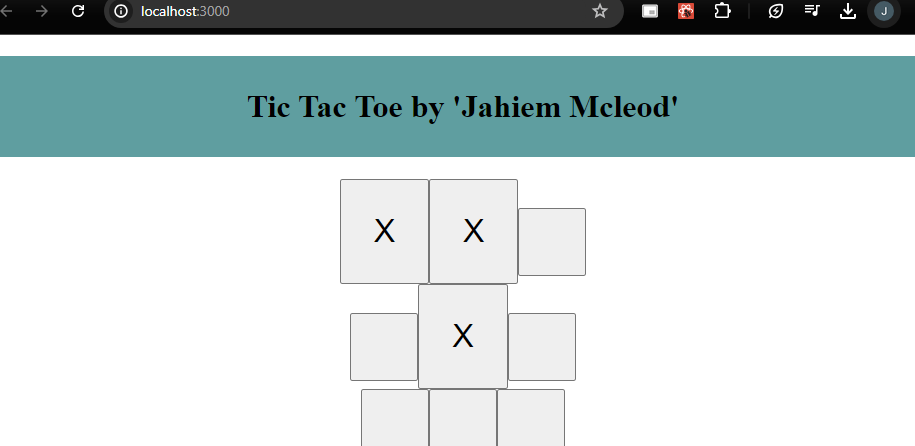 localhost:3000
J
Tic Tac Toe by 'Jahiem Mcleod'
X X
X